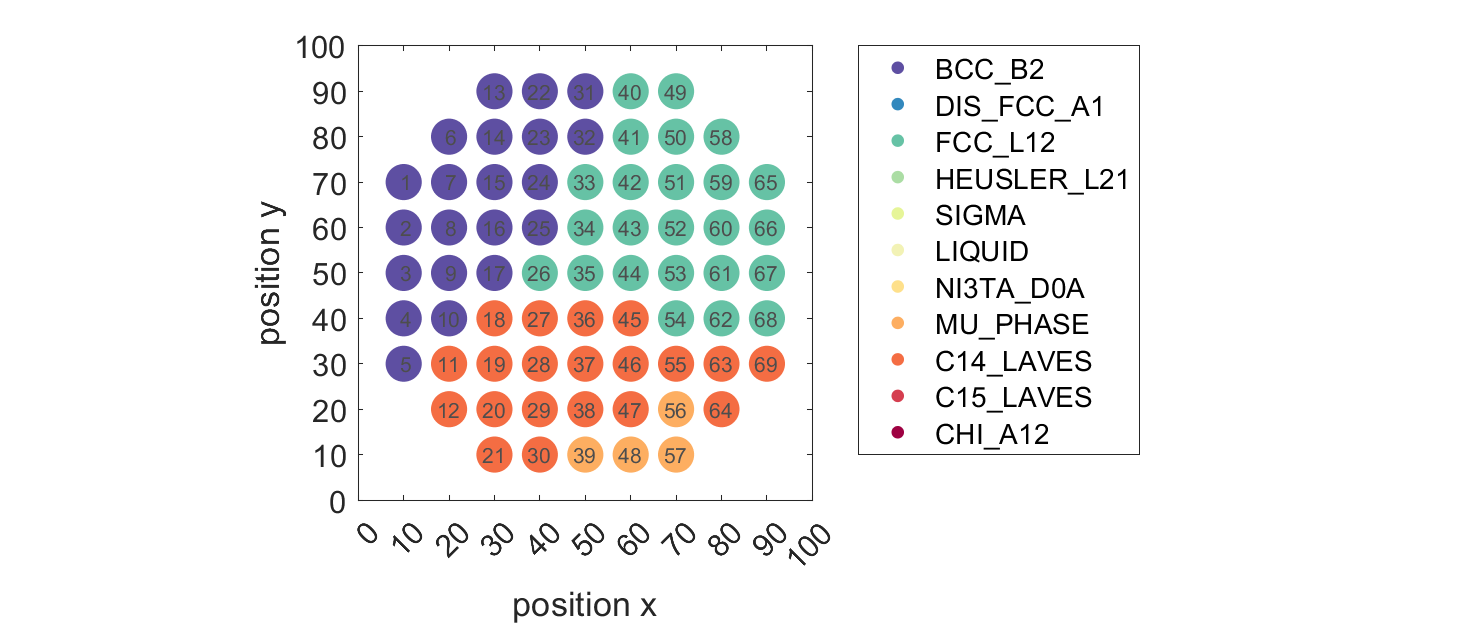 100
90
80
70
60
50
40
30
20
10
0
position y
13 22 31 40 49
6 14 23 32 41 50 58
1 7 15 24 33 42 51 59 65
2 8 16 25 34 43 52 60 66
3 9 17 26 35 44 53 61 67
4 10 18 27 36 45 54 62 68
5 11 19 28 37 46 55 63 69
12 20 29 38 47 56 64
21 30 39 48 57
0 10 20 30 40 50 60 70 80 90 100
position x
BCC_B2
DIS_FCC_A1
FCC_L12
HEUSLER_L21
SIGMA
LIQUID
NI3TA_D0A
MU_PHASE
C14_LAVES
C15_LAVES
CHI_A12